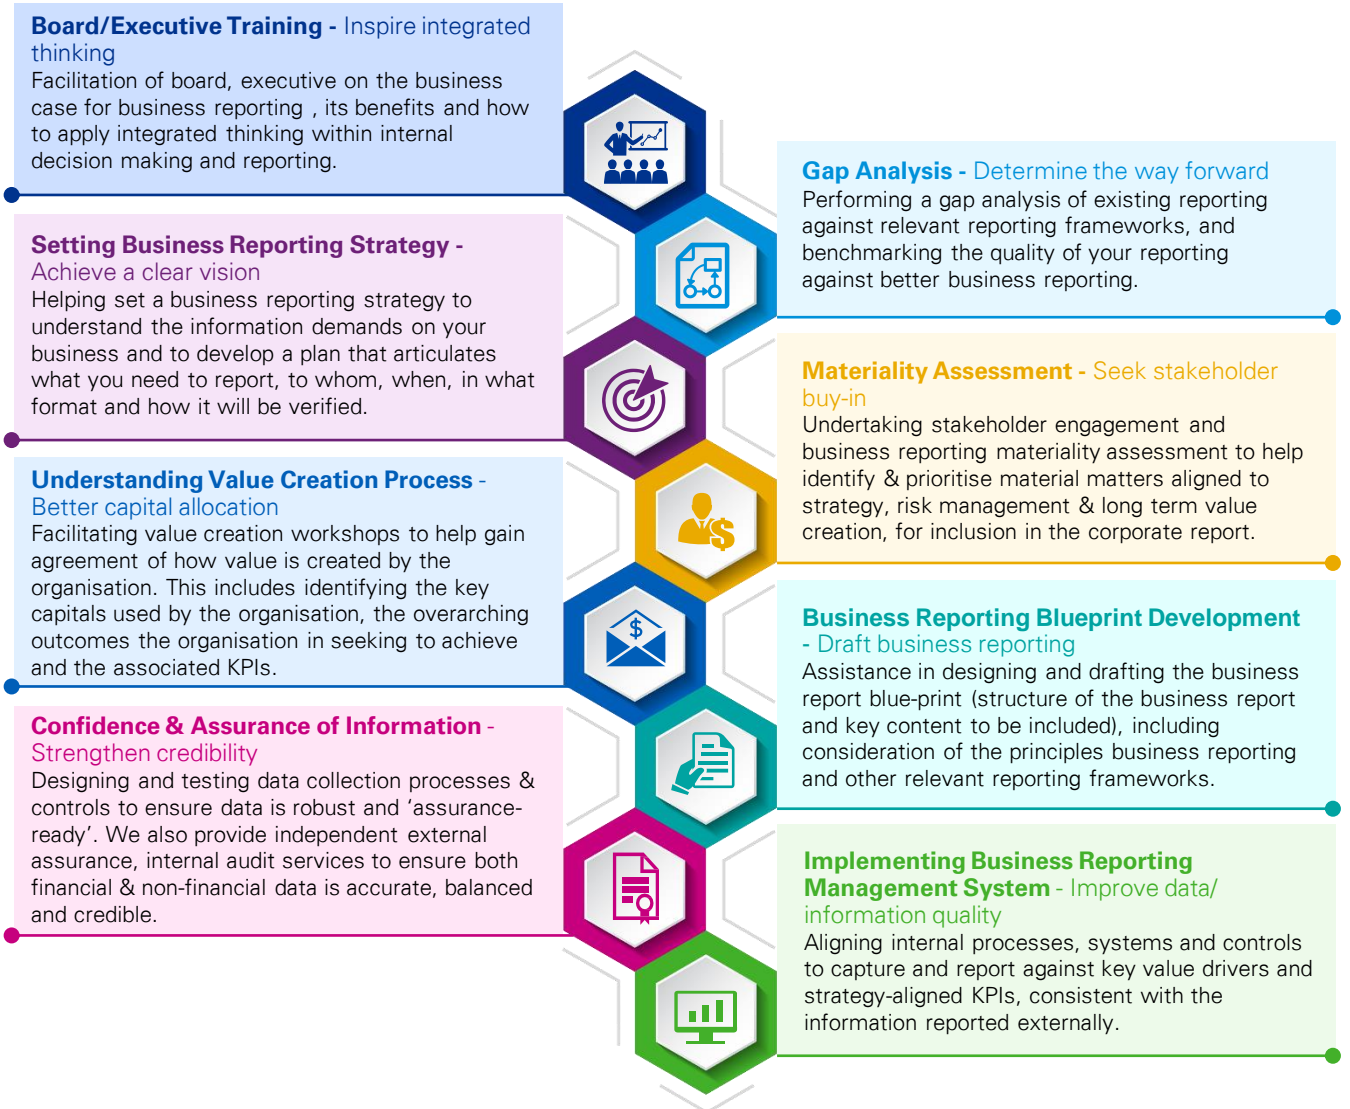 Board/Executive Training - Inspire integrated
thinking
Facilitation of board, executive on the business
case for business reporting , its benefits and how
to apply integrated thinking within internal
decision making and reporting.
Gap Analysis - Determine the way forward
Performing a gap analysis of existing reporting
against relevant reporting frameworks, and
benchmarking the quality of your reporting
against better business reporting.
Setting Business Reporting Strategy -
Achieve a clear vision
Helping set a business reporting strategy to
understand the information demands on your
business and to develop a plan that articulates
what you need to report, to whom, when, in what
format and how it will be verified.
Materiality Assessment - Seek stakeholder
buy-in
Undertaking stakeholder engagement and
business reporting materiality assessment to help
identify & prioritise material matters aligned to
strategy, risk management & long term value
creation, for inclusion in the corporate report.
Understanding Value Creation Process -
Better capital allocation
Facilitating value creation workshops to help gain
agreement of how value is created by the
organisation. This includes identifying the key
capitals used by the organisation, the overarching
outcomes the organisation in seeking to achieve
and the associated KPIs.
$
$
Business Reporting Blueprint Development
- Draft business reporting
Assistance in designing and drafting the business
report blue-print (structure of the business report
and key content to be included), including
consideration of the principles business reporting
and other relevant reporting frameworks.
Confidence & Assurance of Information -
Strengthen credibility
Designing and testing data collection processes &
controls to ensure data is robust and ‘assurance-
ready’. We also provide independent external
assurance, internal audit services to ensure both
financial & non-financial data is accurate, balanced
and credible.
Implementing Business Reporting
Management System - Improve data/
information quality
Aligning internal processes, systems and controls
to capture and report against key value drivers and
strategy-aligned KPIs, consistent with the
information reported externally.